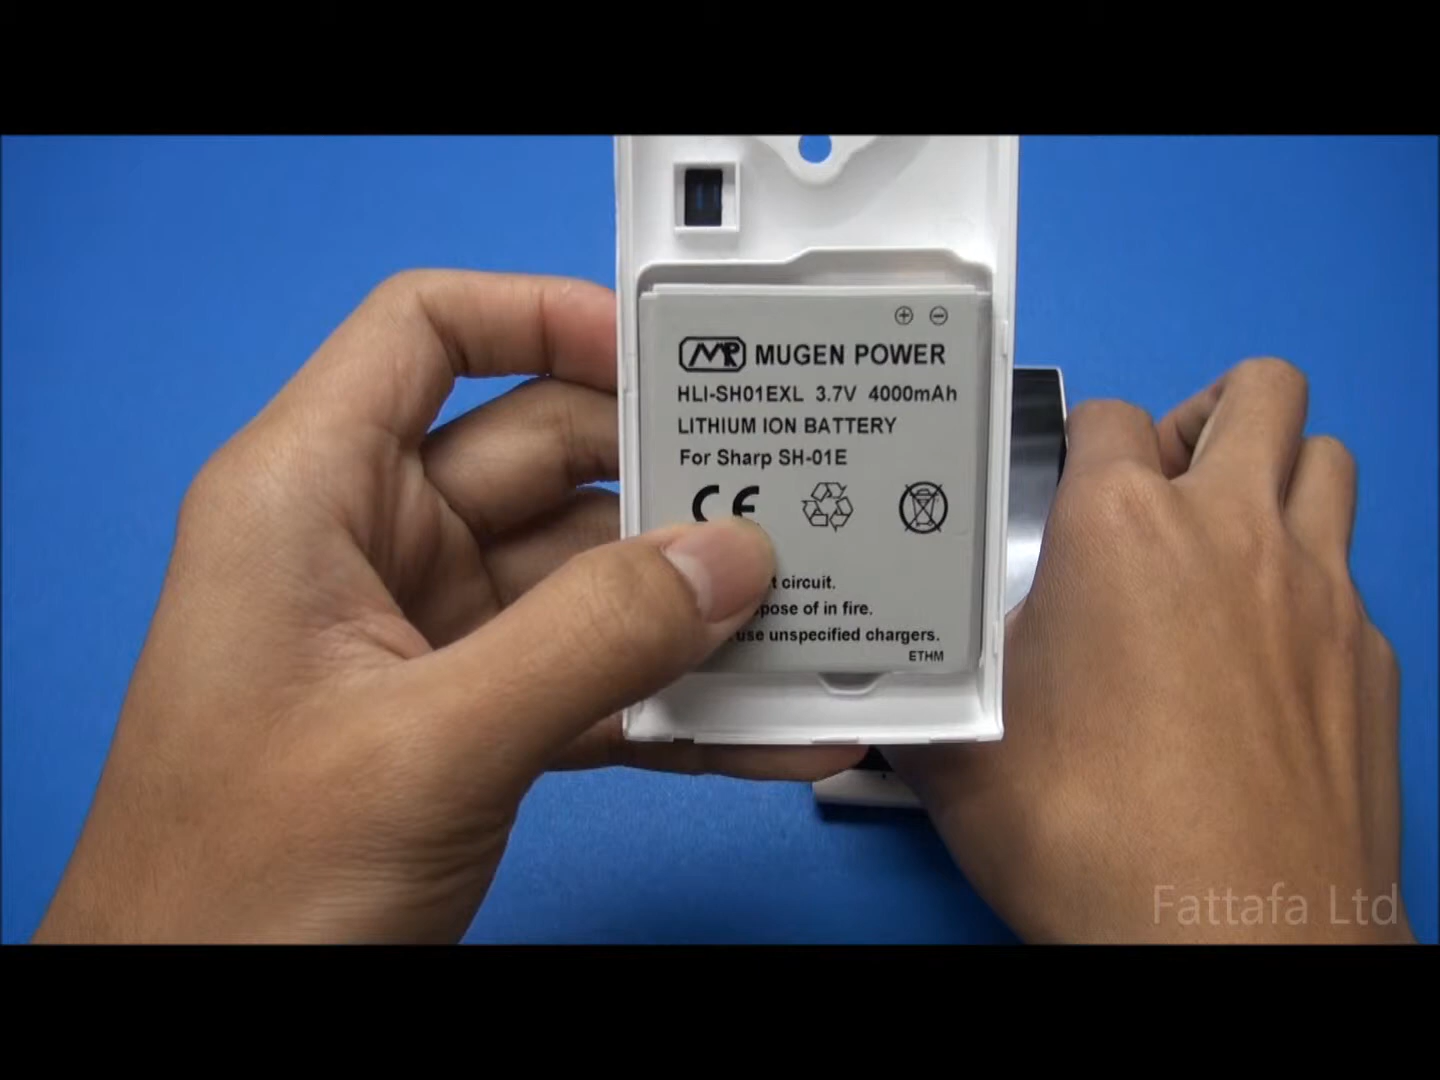 MUGEN POWER
HLI-SH01EXL 3.7V 4000mAh
LITHIUM ION BATTERY
For Sharp SH-01E
CE
circuit.
of in fire.
use unspecified chargers.
ETHM
Fattafa Ltd